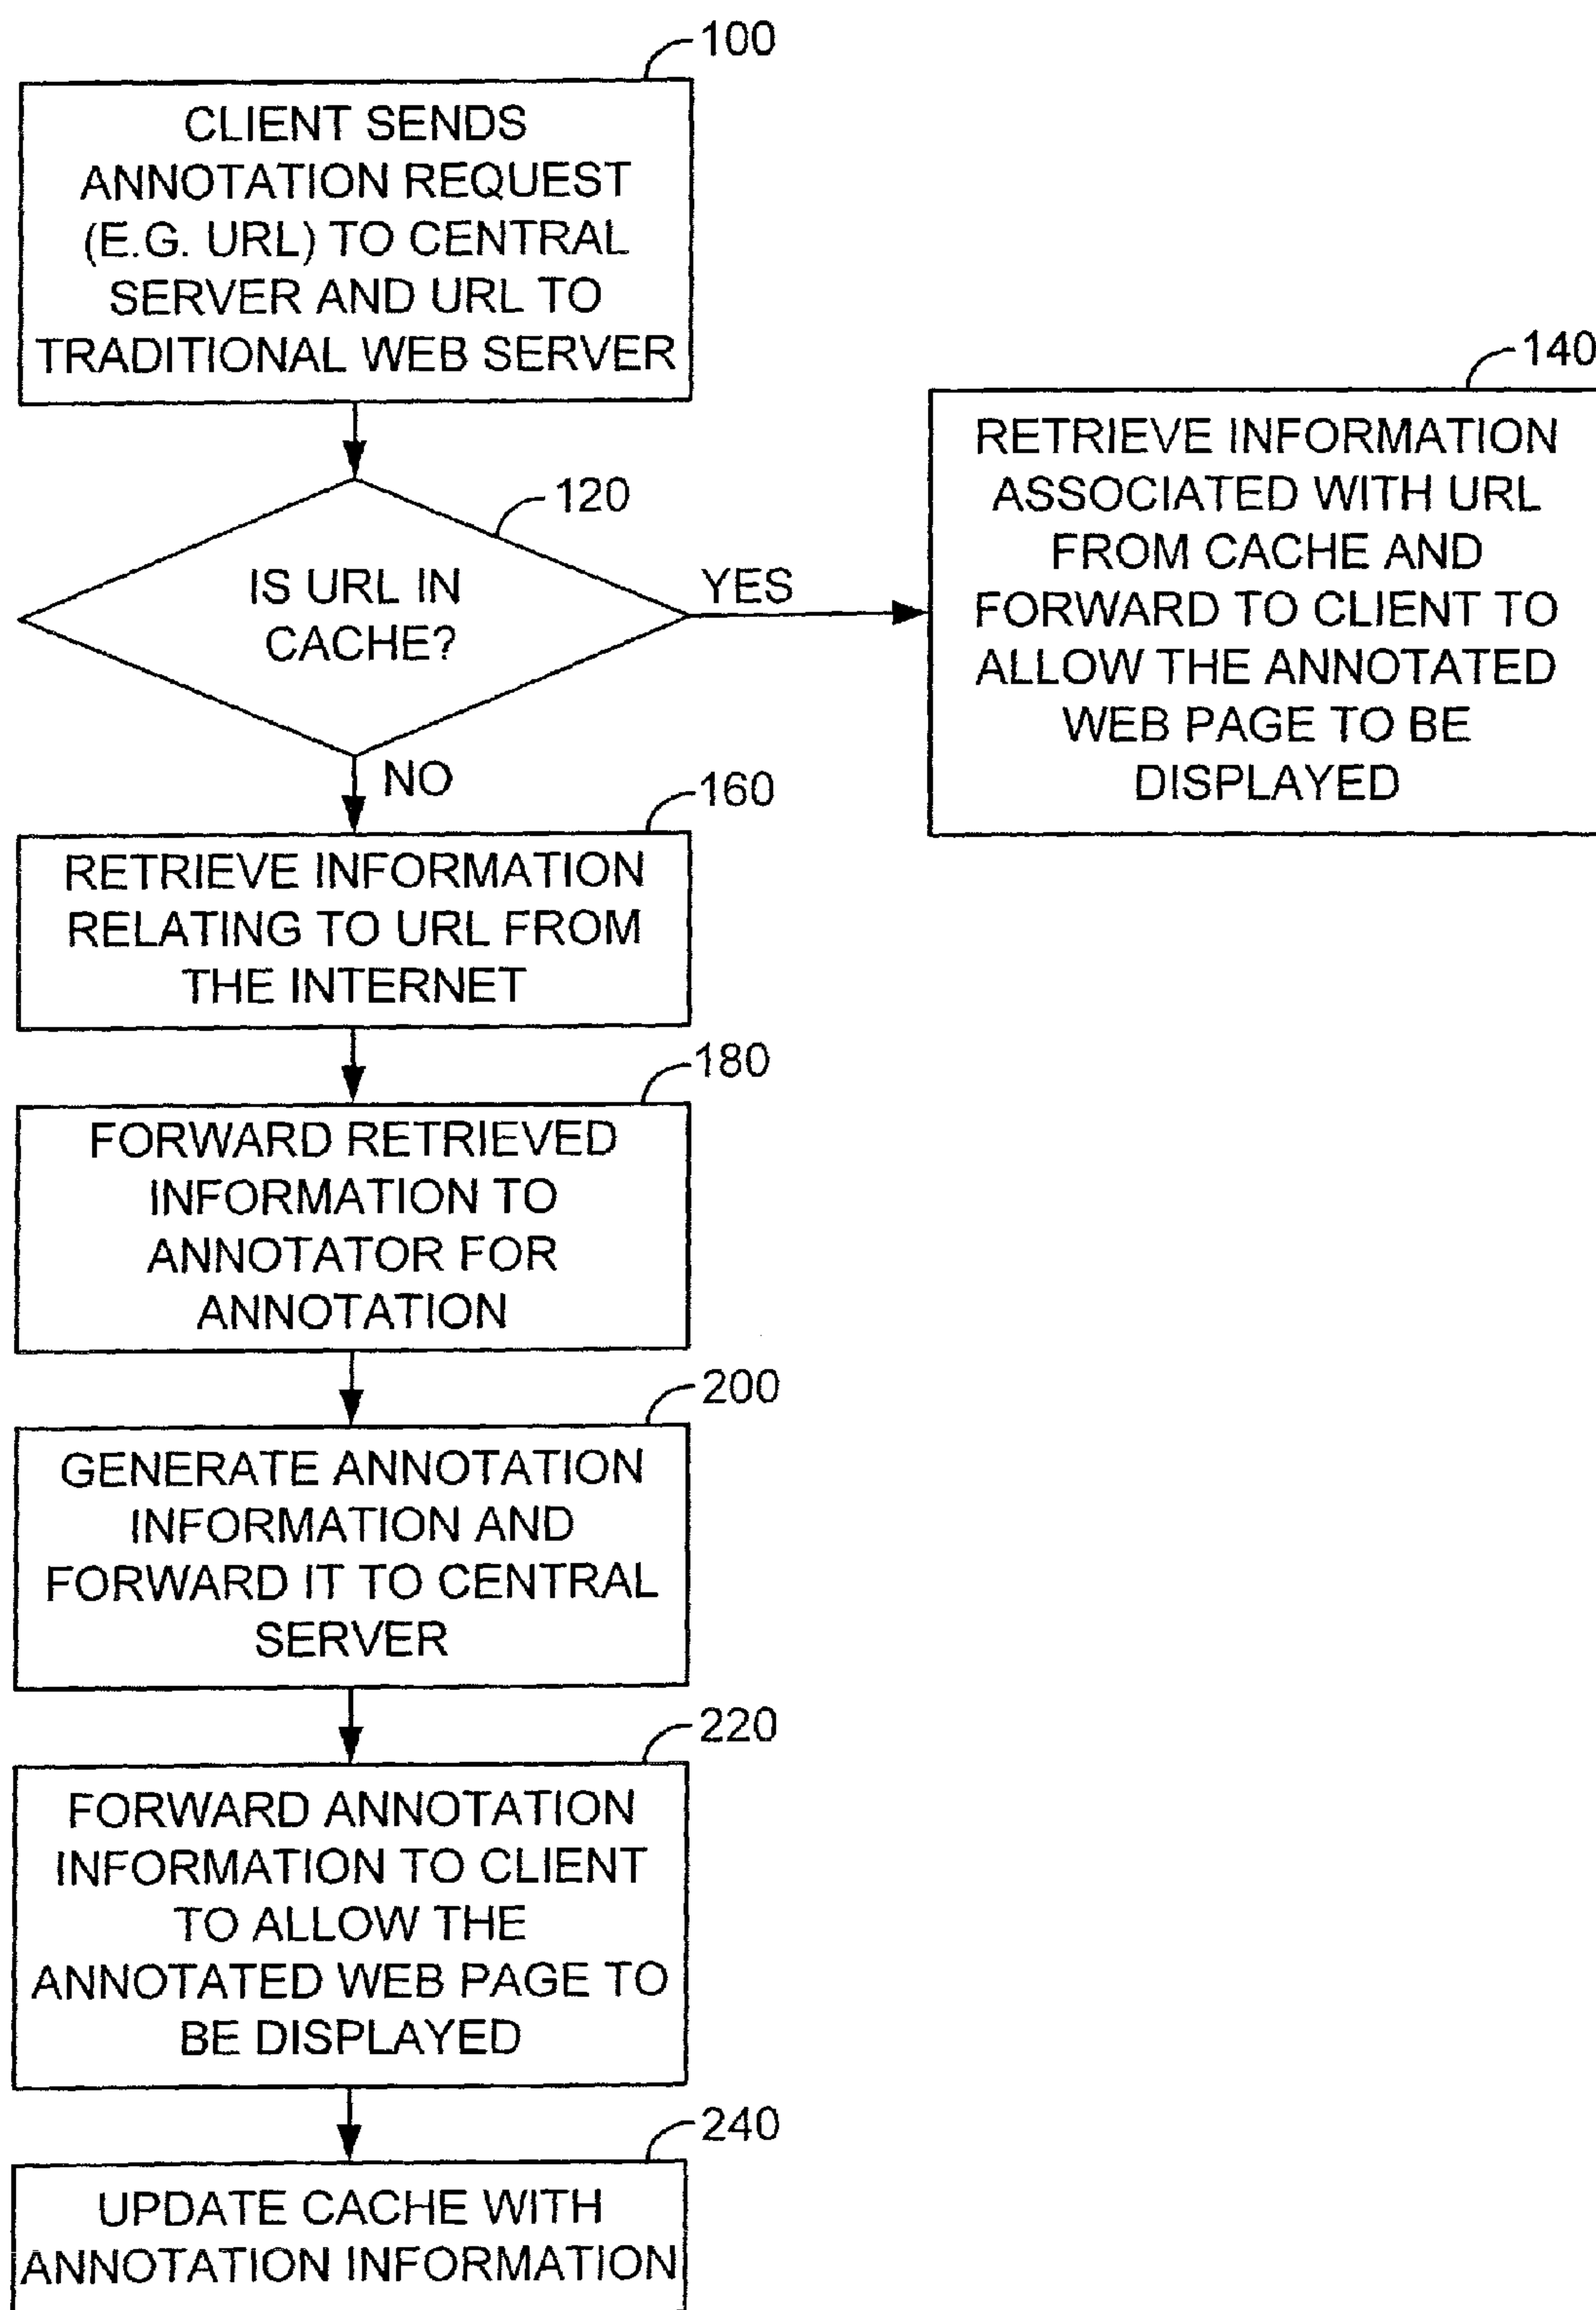 100
CLIENT SENDS
ANNOTATION REQUEST
(E.G. URL) TO CENTRAL
SERVER AND URL TO
TRADITIONAL WEB SERVER
120
IS URL IN
CACHE?
YES
140
RETRIEVE INFORMATION
ASSOCIATED WITH URL
FROM CACHE AND
FORWARD TO CLIENT TO
ALLOW THE ANNOTATED
WEB PAGE TO BE
DISPLAYED
NO
160
RETRIEVE INFORMATION
RELATING TO URL FROM
THE INTERNET
180
FORWARD RETRIEVED
INFORMATION TO
ANNOTATOR FOR
ANNOTATION
200
GENERATE ANNOTATION
INFORMATION AND
FORWARD IT TO CENTRAL
SERVER
220
FORWARD ANNOTATION
INFORMATION TO CLIENT
TO ALLOW THE
ANNOTATED WEB PAGE TO
BE DISPLAYED
240
UPDATE CACHE WITH
ANNOTATION INFORMATION